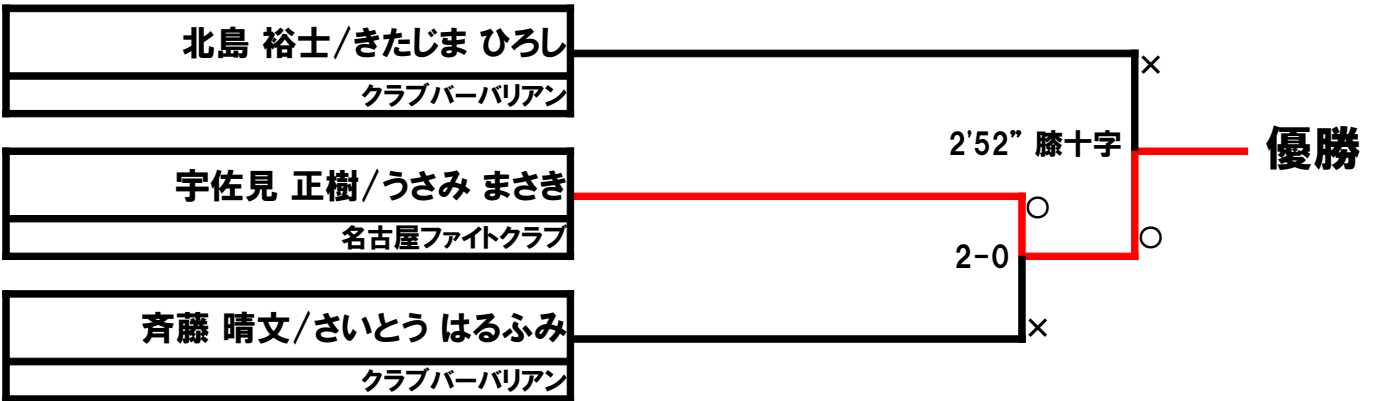 北島 裕士/きたじま ひろし
クラブバーバリアン
×
2'52” 膝十字
優勝
宇佐見 正樹/うさみ まさき
名古屋ファイトクラブ
○
○
2-0
斉藤 晴文/さいとう はるふみ
×
クラブバーバリアン